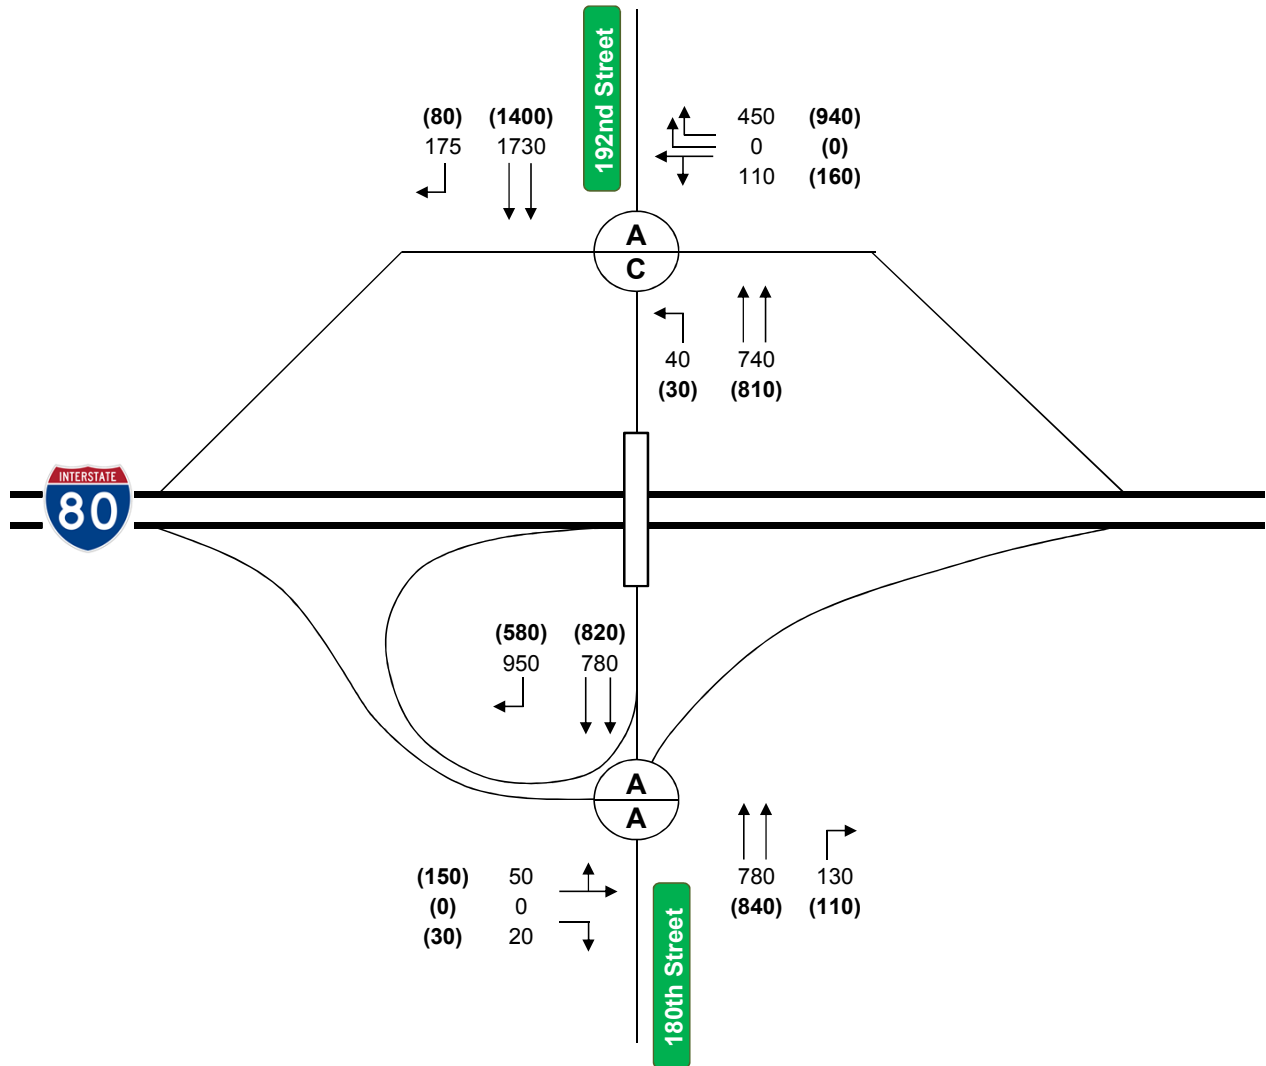 192nd Street
(80) (1400)
175 1730
450 (940)
0 (0)
110 (160)
A
C
40 740
(30) (810)
INTERSTATE
80
(580) (820)
950 780
A
A
(150) 50
(0) 0
(30) 20
780 130
(840) (110)
180th Street